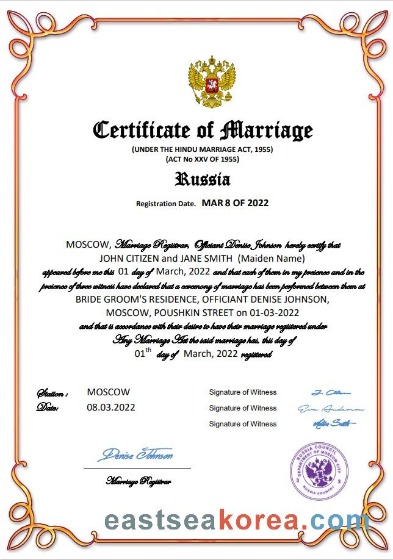 Certificate of Marriage
(UNDER THE HINDU MARRIAGE ACT, 1955)
(ACT No XXV OF 1955)
Russia
Registration Date. MAR 8 OF 2022
MOSCOW, Marriage Registrar, Officiant Denise Johnson hereby certify that
JOHN CITIZEN and JANE SMITH (Maiden Name)
appeared before me this 01 day of March, 2022 and that each of them in my presence and in the
presence of three witness have declared that a ceremony of marriage has been performed between them at
BRIDE GROOM'S RESIDENCE, OFFICIANT DENISE JOHNSON,
MOSCOW, POUSHKIN STREET on 01-03-2022
and that is accordance with their desire to have their marriage registered under
Any Marriage Act the said marriage has, this day of
01th day of March, 2022 registered
Station : MOSCOW Signature of Witness
Date: 08.03.2022 Signature of Witness
Signature of Witness
Denise Johnson
Marriage Registrar
eastseakorea.com